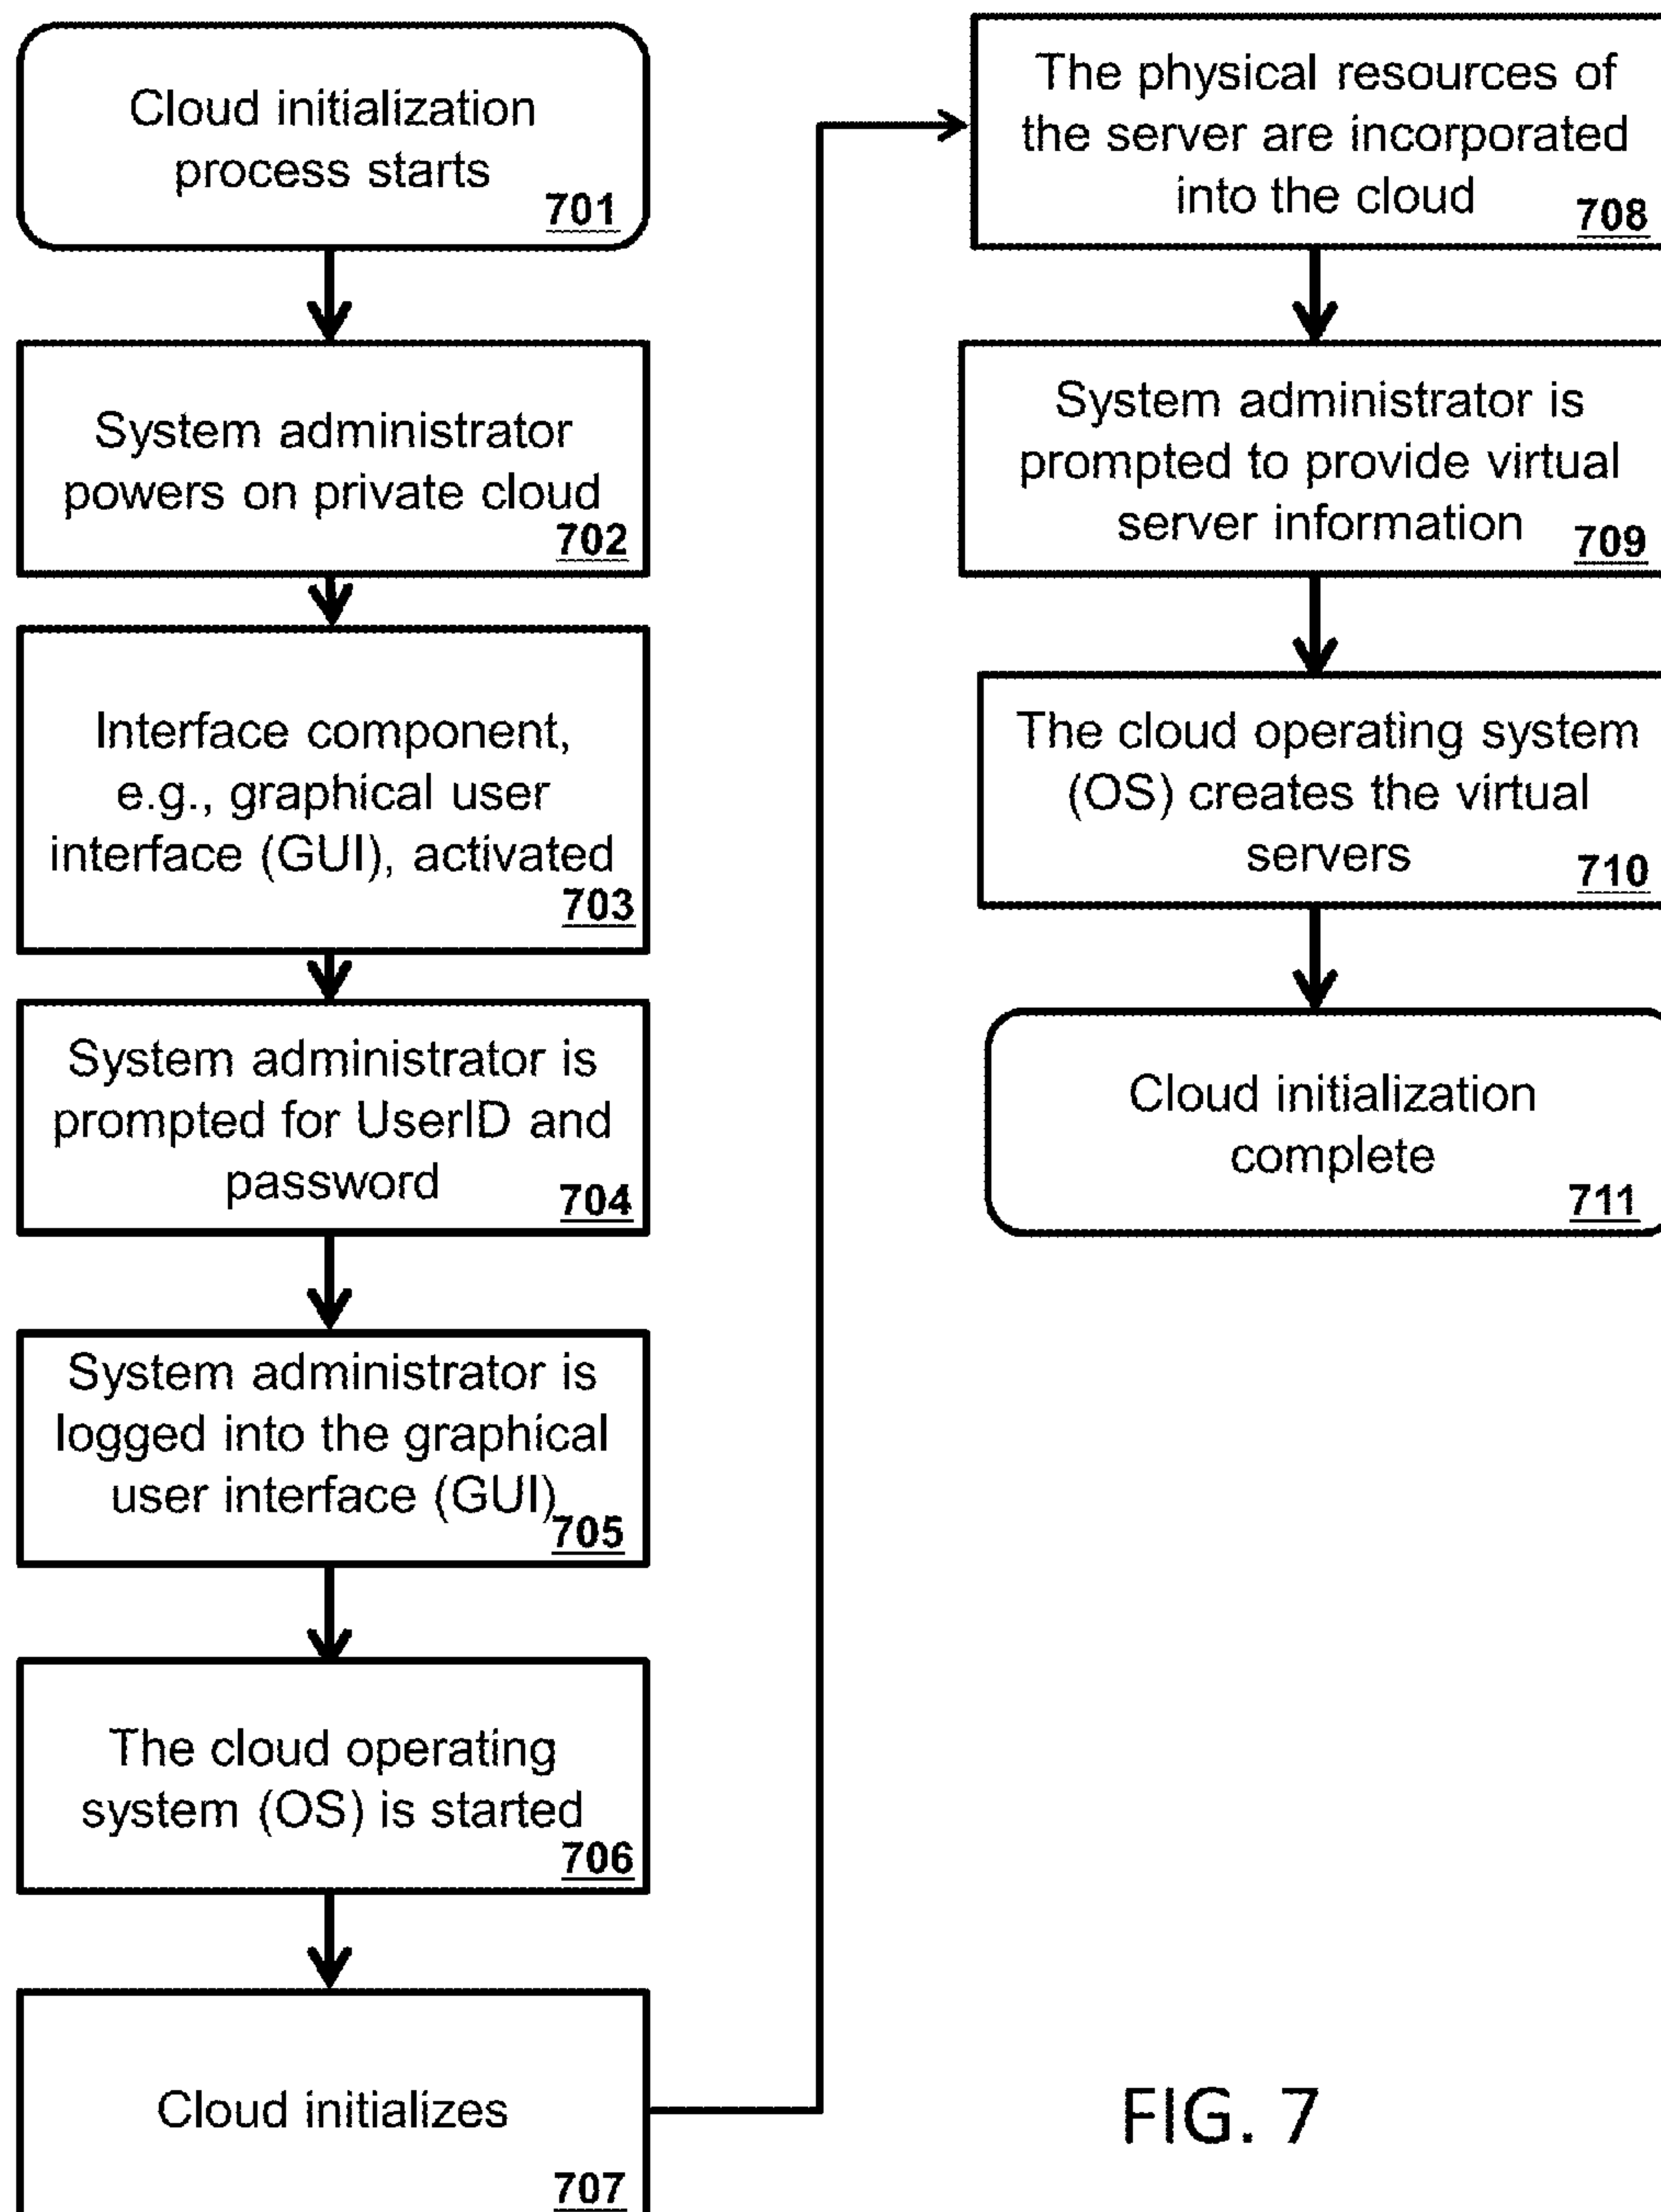 Cloud initialization
process starts
701
System administrator
powers on private cloud
702
Interface component,
e.g., graphical user
interface (GUI), activated
703
System administrator is
prompted for UserID and
password
704
System administrator is
logged into the graphical
user interface (GUI)
705
The cloud operating
system (OS) is started
706
Cloud initializes
707
The physical resources of
the server are incorporated
into the cloud
708
System administrator is
prompted to provide virtual
server information
709
The cloud operating system
(OS) creates the virtual
servers
710
Cloud initialization
complete
711
FIG. 7